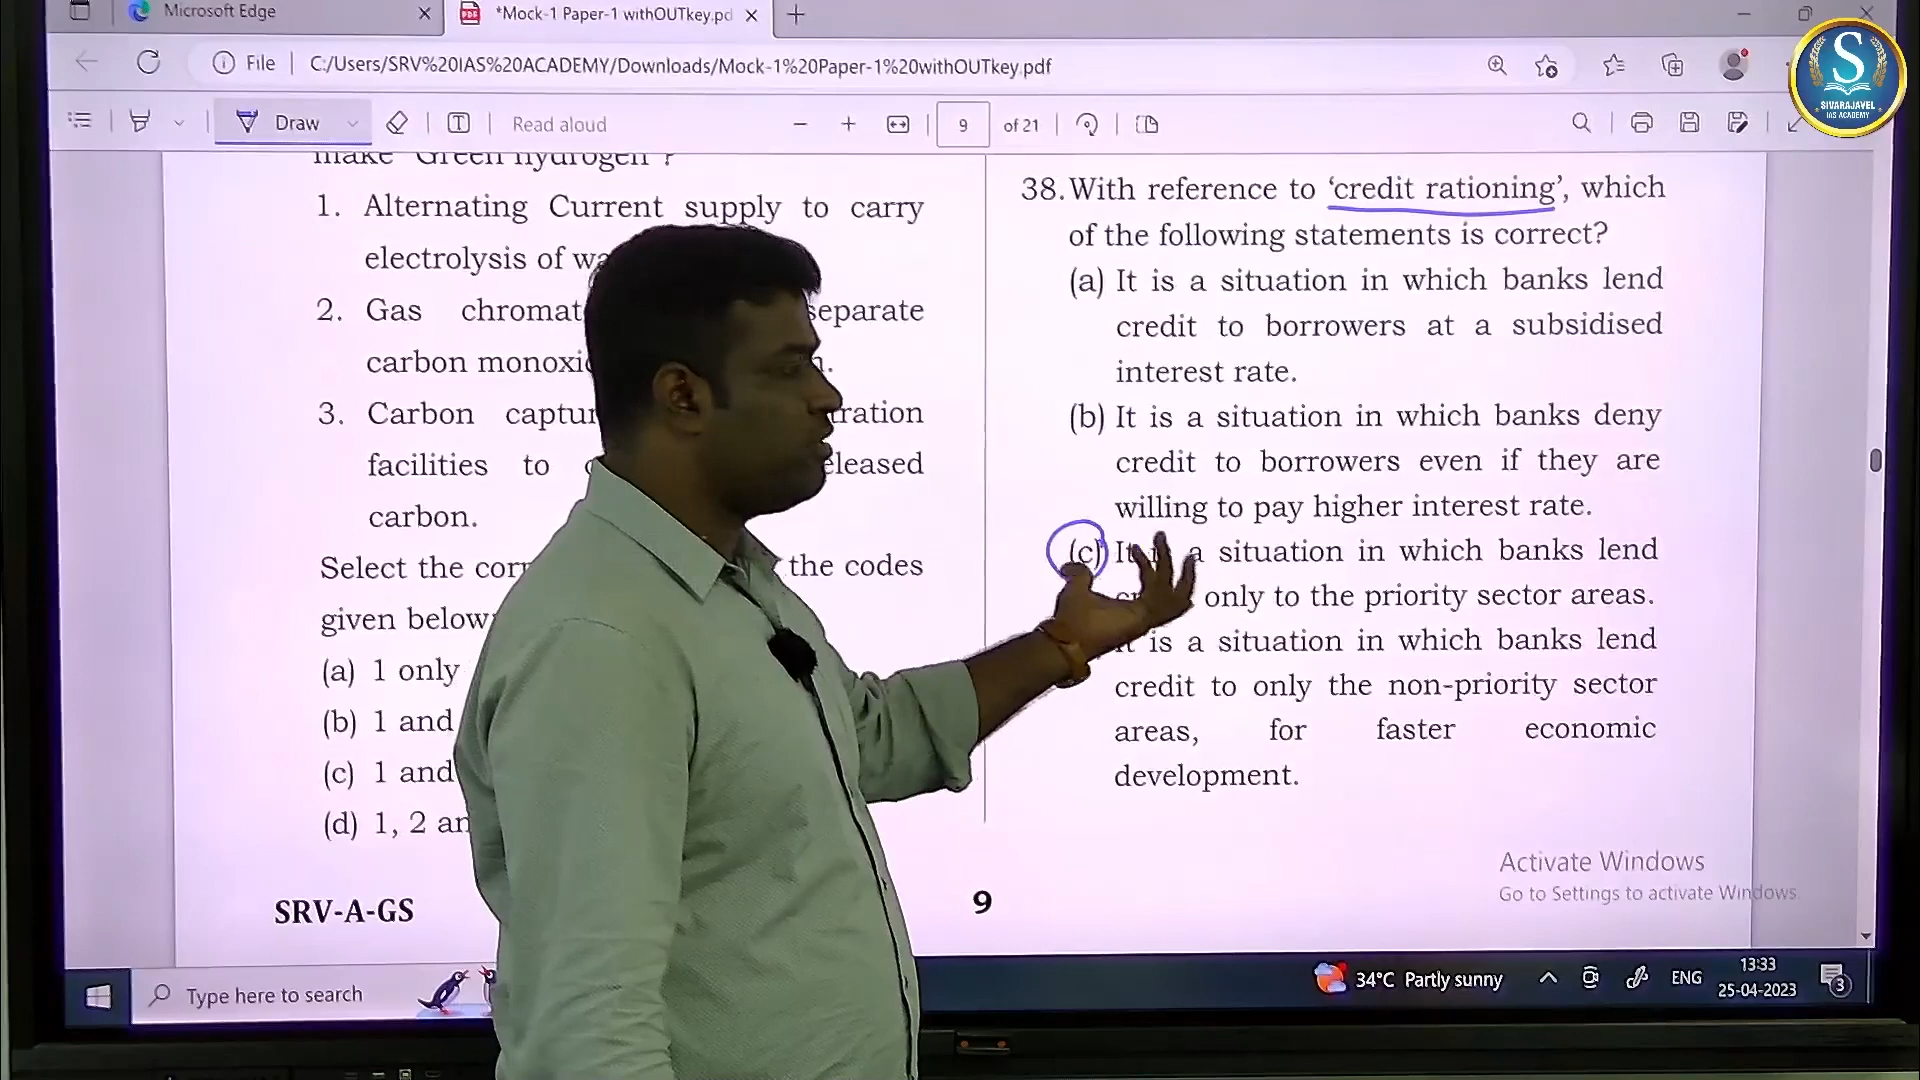 Microsoft Edge
*Mock-1 Paper-1 withOUTkey.pd
File
C:/Users/SRV%20IAS%20ACADEMY/Downloads/Mock-1%20Paper-1%20withOUTkey.pdf
S
SIVARAJAVEL
IAS ACADEMY
Draw
Read aloud
9 of 21
make 'Green hydrogen'?
1. Alternating Current supply to carry
electrolysis of
2. Gas separate
carbon
3. Carbon
facilities to
carbon.
Select the the codes
given below
(a) 1 only
(b) 1 and
(c) 1 and
(d) 1, 2
SRV-A-GS
9
38. With reference to 'credit rationing', which
of the following statements is correct?
(a) It is a situation in which banks lend
credit to borrowers at a subsidised
interest rate.
(b) It is a situation in which banks deny
credit to borrowers even if they are
willing to pay higher interest rate.
(c) It is a situation in which banks lend
only to the priority sector areas.
It is a situation in which banks lend
credit to only the non-priority sector
areas, for faster economic
development.
Activate Windows
Go to Settings to activate Windows.
Type here to search
34°C Partly sunny
ENG
13:33
25-04-2023
3